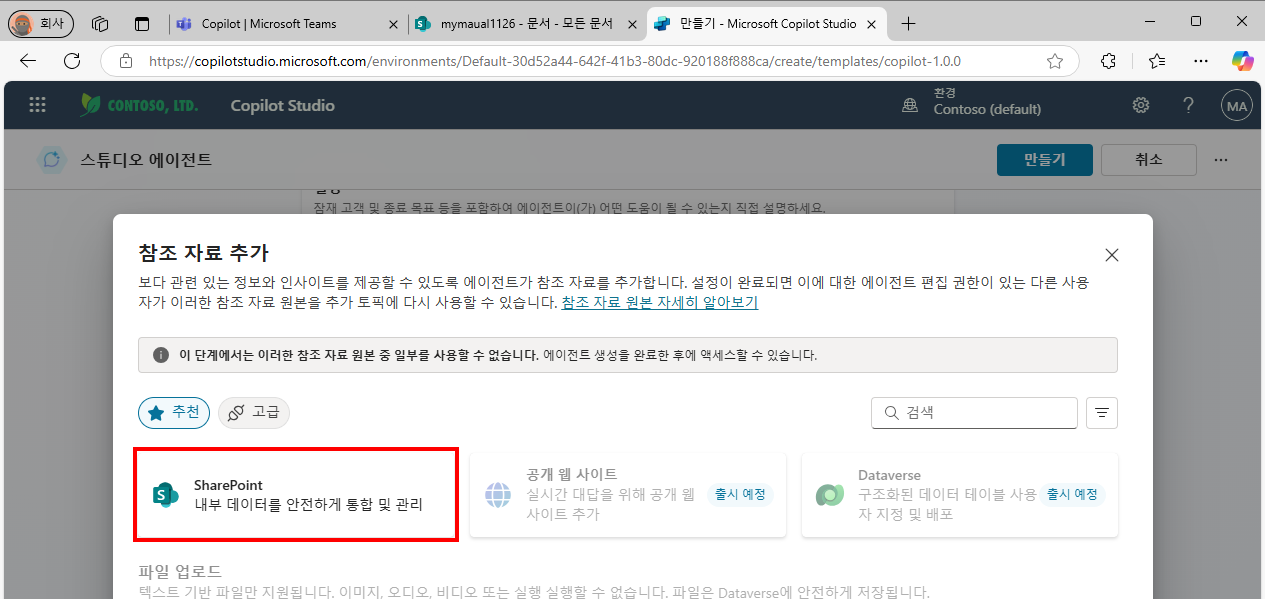 회사
Copilot | Microsoft Teams
mymaual1126 - 문서 - 모든 문서
만들기 - Microsoft Copilot Studio
https://copilotstudio.microsoft.com/environments/Default-30d52a44-642f-41b3-80dc-920188f888ca/create/templates/copilot-1.0.0
CONTOSO, LTD.
Copilot Studio
환경
Contoso (default)
?
MA
스튜디오 에이전트
만들기
취소
...
설명
잠재 고객 및 종료 목표 등을 포함하여 에이전트이(가) 어떤 도움이 될 수 있는지 직접 설명하세요.
참조 자료 추가
보다 관련 있는 정보와 인사이트를 제공할 수 있도록 에이전트가 참조 자료를 추가합니다. 설정이 완료되면 이에 대한 에이전트 편집 권한이 있는 다른 사용
자가 이러한 참조 자료 원본을 추가 토픽에 다시 사용할 수 있습니다. 참조 자료 원본 자세히 알아보기
이 단계에서는 이러한 참조 자료 원본 중 일부를 사용할 수 없습니다. 에이전트 생성을 완료한 후에 액세스할 수 있습니다.
추천
고급
검색
SharePoint
내부 데이터를 안전하게 통합 및 관리
공개 웹 사이트
실시간 대답을 위해 공개 웹
사이트 추가
출시 예정
Dataverse
구조화된 데이터 테이블 사용
자 지정 및 배포
출시 예정
파일 업로드
텍스트 기반 파일만 지원됩니다. 이미지, 오디오, 비디오 또는 실행 실행할 수 없습니다. 파일은 Dataverse에 안전하게 저장됩니다.